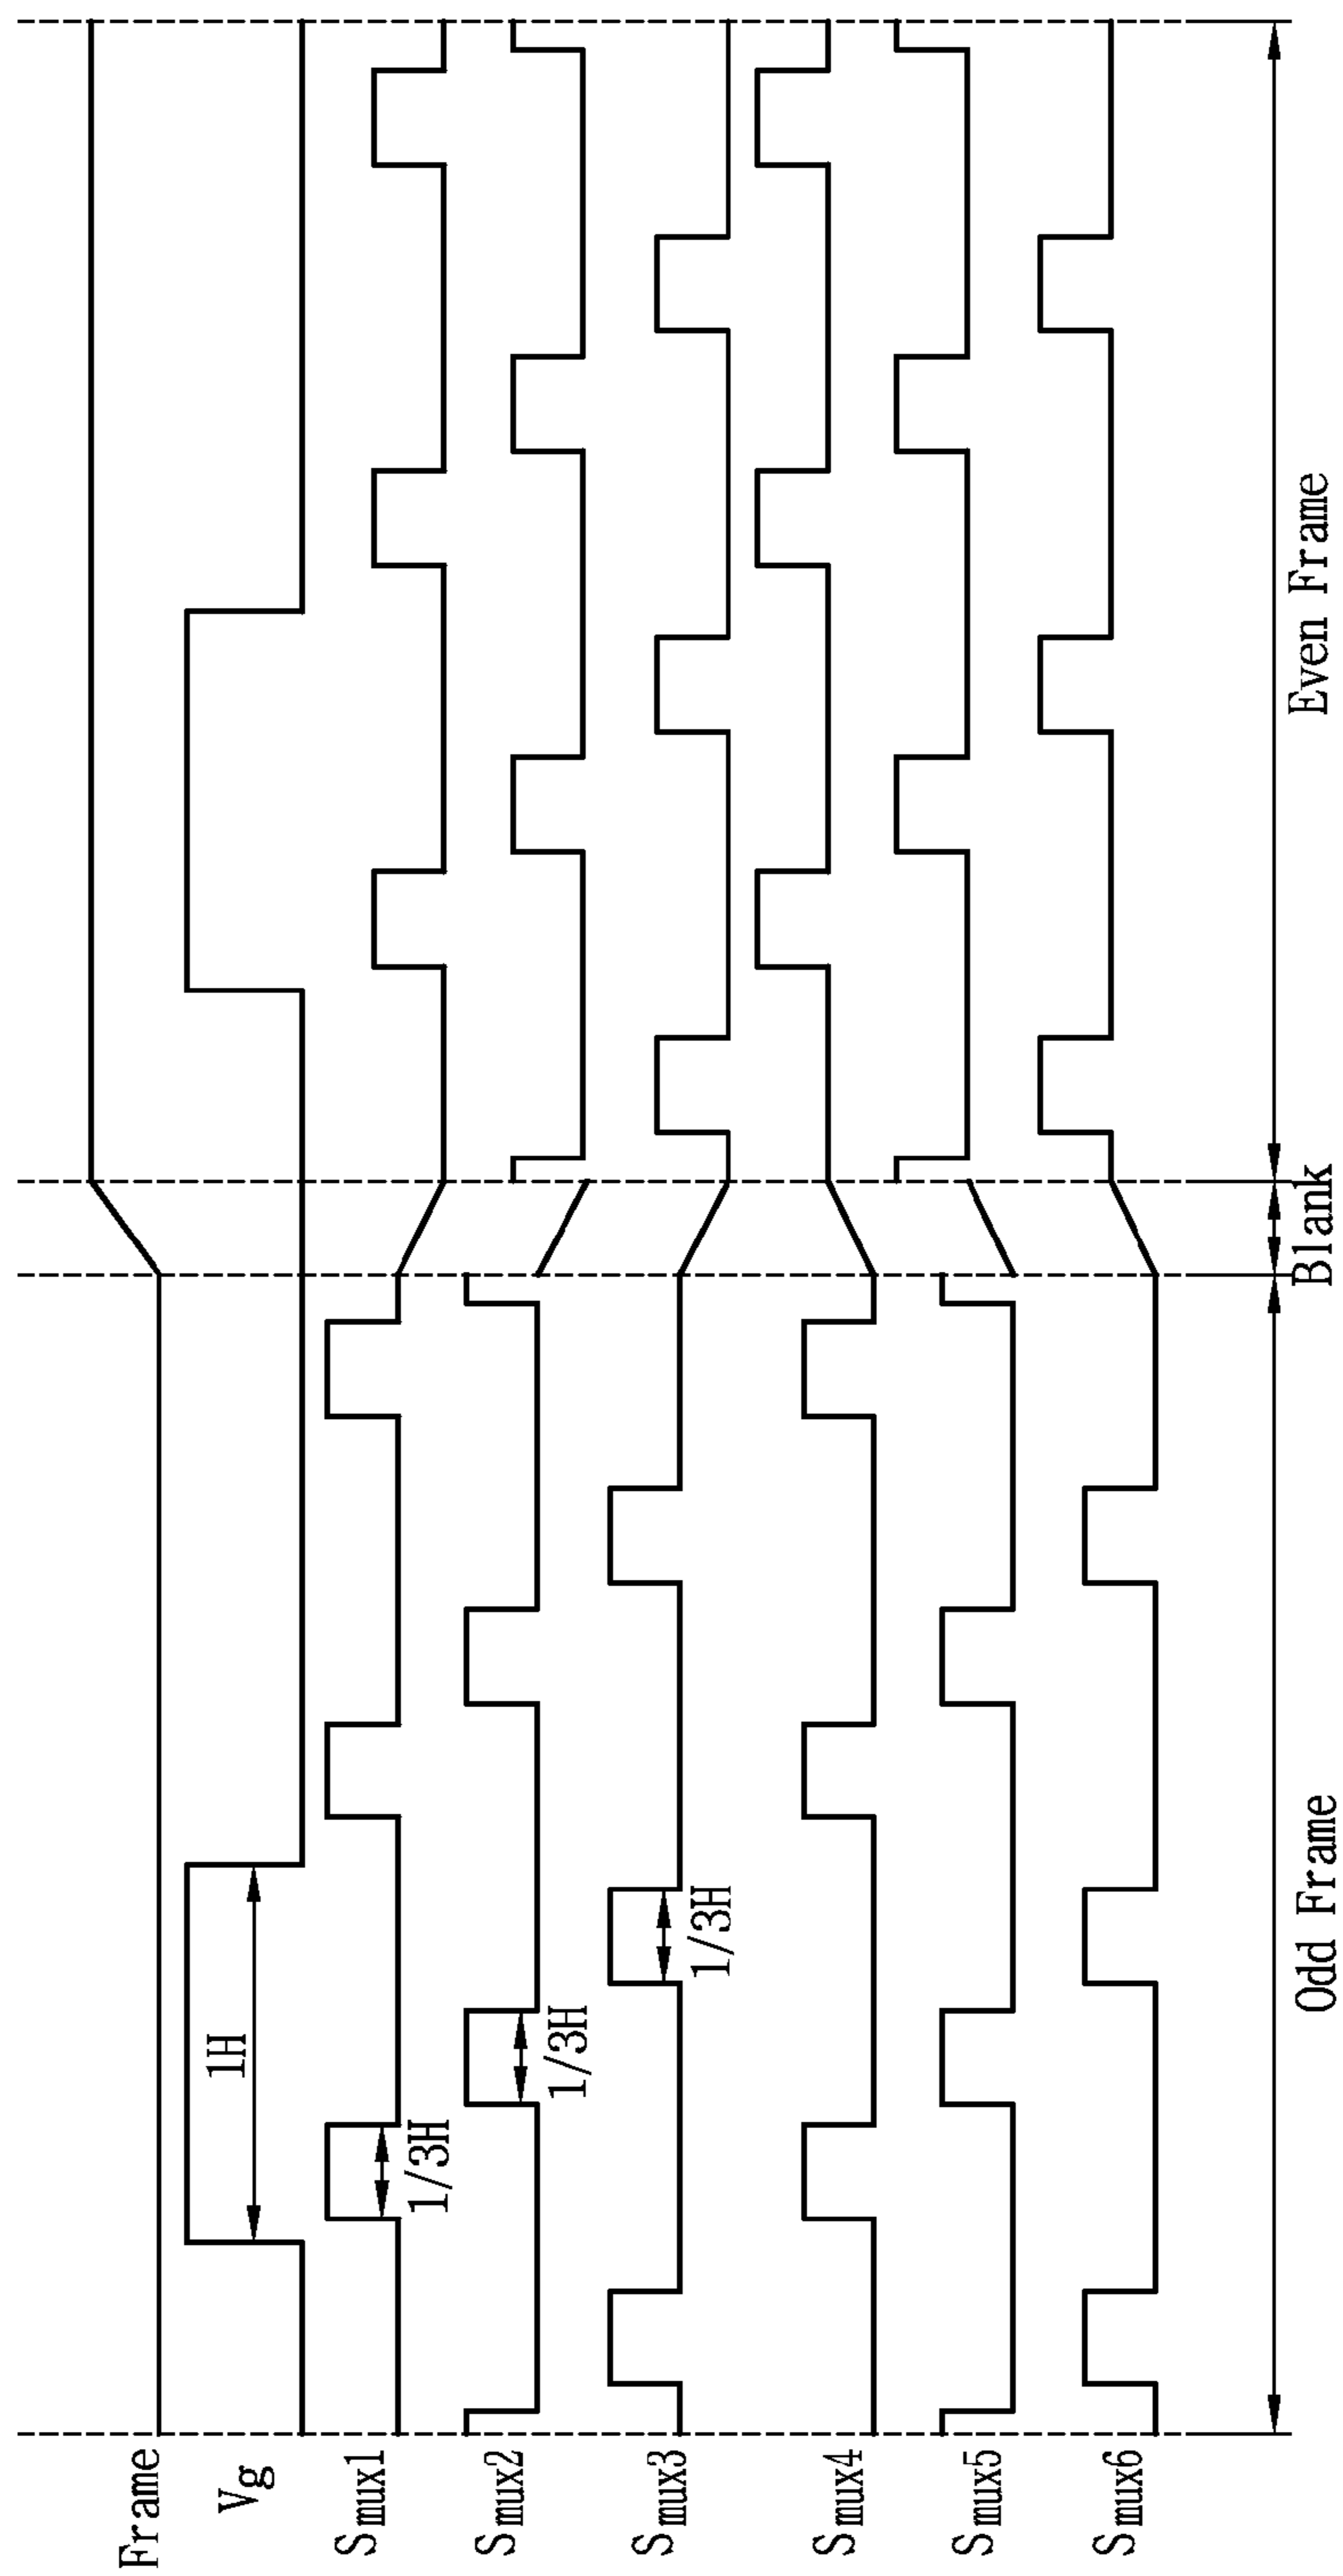 Frame
Vg
1H
Smux1
1/3H
Smux2
1/3H
Smux3
1/3H
Smux4
Smux5
Smux6
Odd Frame
Blank
Even Frame